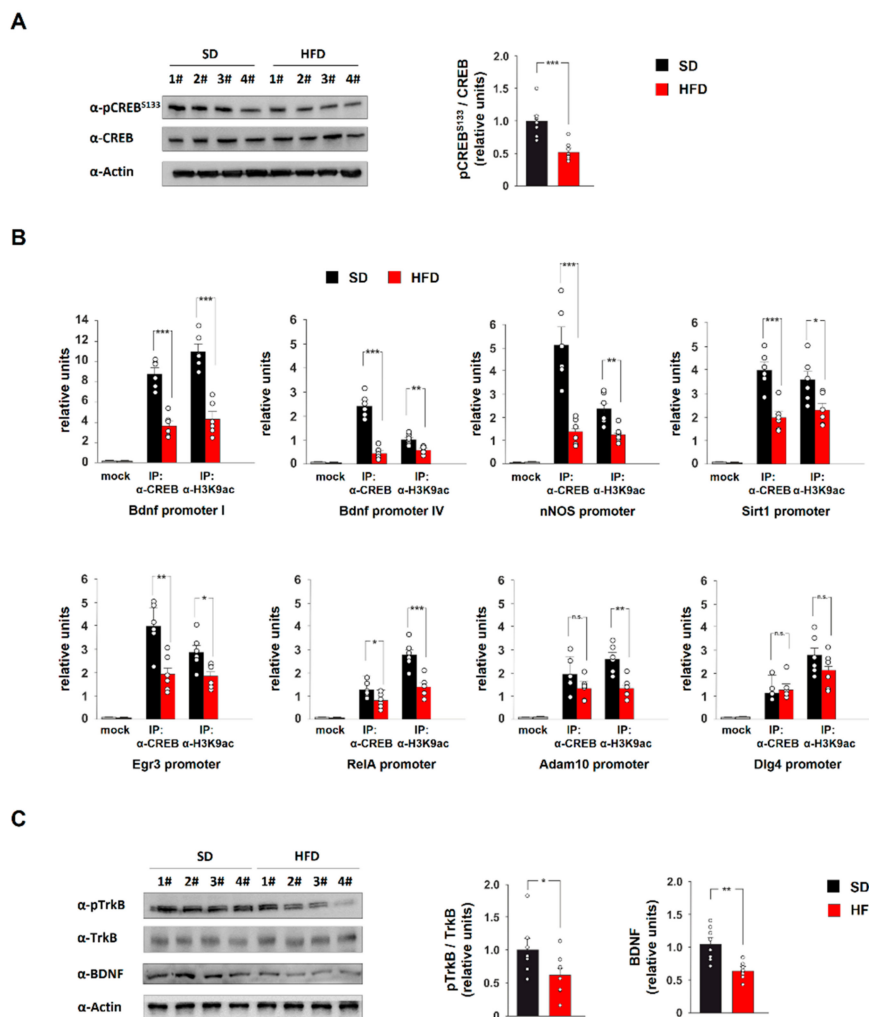 A
SD HFD
1# 2# 3# 4# 1# 2# 3# 4#
α-pCREBS133
α-CREB
α-Actin
pCREBS133 / CREB
(relative units)
2.0
1.5
1.0
0.5
0
***
SD
HFD
B
SD HFD
relative units
14
12
10
8
6
4
2
0
*** ***
mock IP: IP:
α-CREB α-H3K9ac
Bdnf promoter I
relative units
6
5
4
3
2
1
0
*** **
mock IP: IP:
α-CREB α-H3K9ac
Bdnf promoter IV
relative units
6
5
4
3
2
1
0
*** **
mock IP: IP:
α-CREB α-H3K9ac
nNOS promoter
relative units
6
5
4
3
2
1
0
*** *
mock IP: IP:
α-CREB α-H3K9ac
Sirt1 promoter
relative units
6
5
4
3
2
1
0
** *
mock IP: IP:
α-CREB α-H3K9ac
Egr3 promoter
relative units
6
5
4
3
2
1
0
* ***
mock IP: IP:
α-CREB α-H3K9ac
RelA promoter
relative units
6
5
4
3
2
1
0
n.s. **
mock IP: IP:
α-CREB α-H3K9ac
Adam10 promoter
relative units
6
5
4
3
2
1
0
n.s. n.s.
mock IP: IP:
α-CREB α-H3K9ac
Dlg4 promoter
C
SD HFD
1# 2# 3# 4# 1# 2# 3# 4#
α-pTrkB
α-TrkB
α-BDNF
α-Actin
pTrkB / TrkB
(relative units)
2.0
1.5
1.0
0.5
0
*
BDNF
(relative units)
2.0
1.5
1.0
0.5
0
**
SD
HF